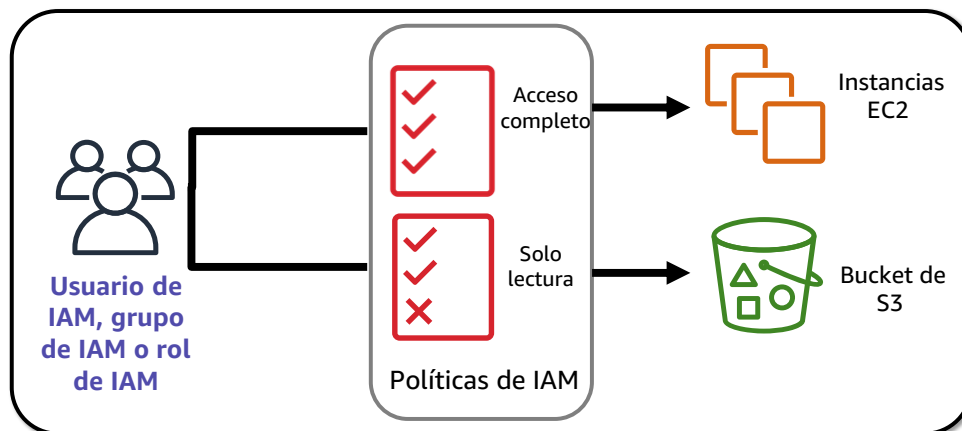 Usuario de
IAM, grupo
de IAM o rol
de IAM
Acceso
completo
Solo
lectura
Políticas de IAM
Instancias
EC2
Bucket de
S3